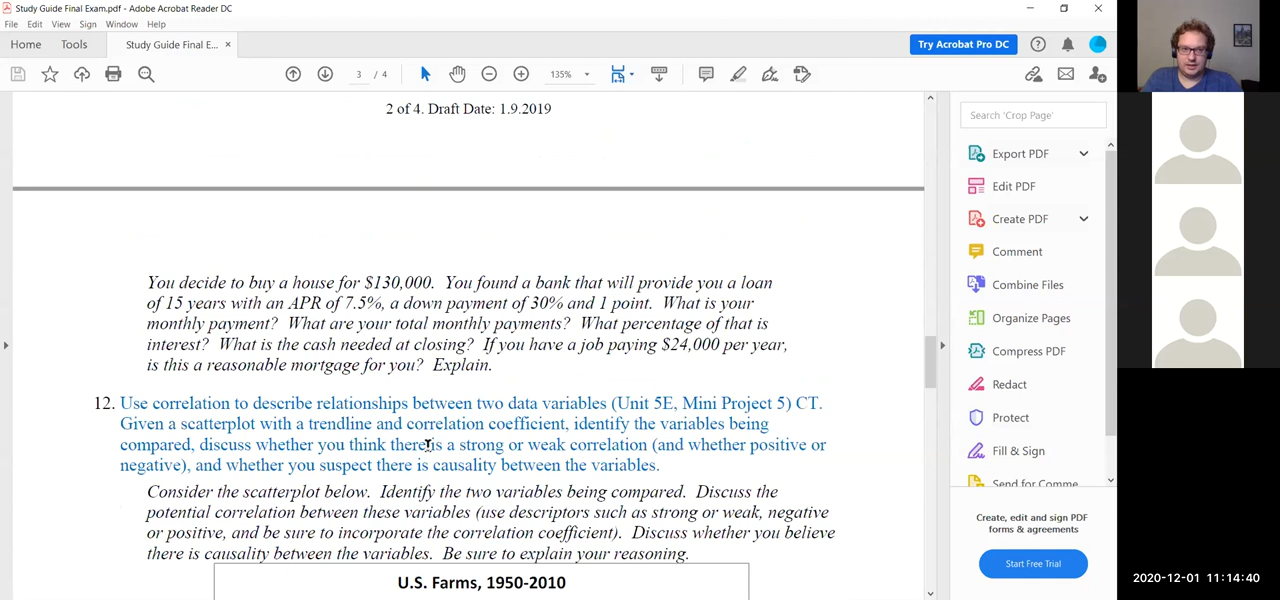 Study Guide Final Exam.pdf - Adobe Acrobat Reader DC
File Edit View Sign Window Help
Home Tools Study Guide Final E... ×
Try Acrobat Pro DC
3 / 4
135%
2 of 4. Draft Date: 1.9.2019
You decide to buy a house for $130,000. You found a bank that will provide you a loan
of 15 years with an APR of 7.5%, a down payment of 30% and 1 point. What is your
monthly payment? What are your total monthly payments? What percentage of that is
interest? What is the cash needed at closing? If you have a job paying $24,000 per year,
is this a reasonable mortgage for you? Explain.
12. Use correlation to describe relationships between two data variables (Unit 5E, Mini Project 5) CT.
Given a scatterplot with a trendline and correlation coefficient, identify the variables being
compared, discuss whether you think there is a strong or weak correlation (and whether positive or
negative), and whether you suspect there is causality between the variables.
Consider the scatterplot below. Identify the two variables being compared. Discuss the
potential correlation between these variables (use descriptors such as strong or weak, negative
or positive, and be sure to incorporate the correlation coefficient). Discuss whether you believe
there is causality between the variables. Be sure to explain your reasoning.
U.S. Farms, 1950-2010
Search 'Crop Page'
Export PDF
Edit PDF
Create PDF
Comment
Combine Files
Organize Pages
Compress PDF
Redact
Protect
Fill & Sign
Send for Comme
Create, edit and sign PDF
forms & agreements
Start Free Trial
2020-12-01 11:14:40